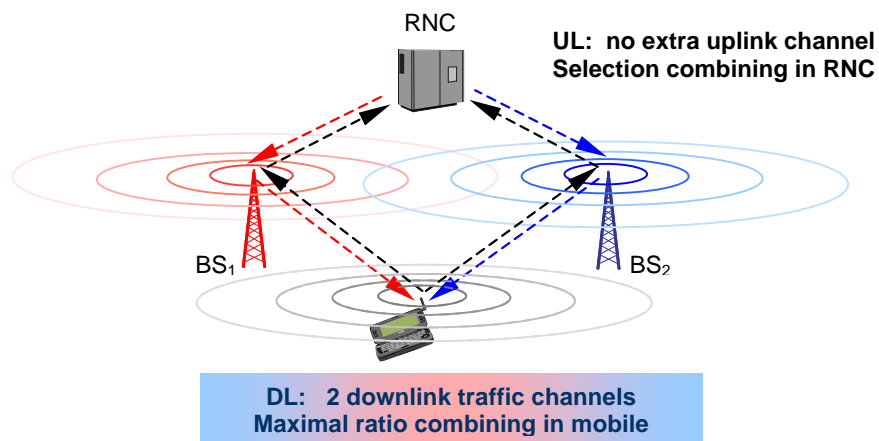 RNC
UL: no extra uplink channel
Selection combining in RNC
BS₁
BS₂
DL: 2 downlink traffic channels
Maximal ratio combining in mobile